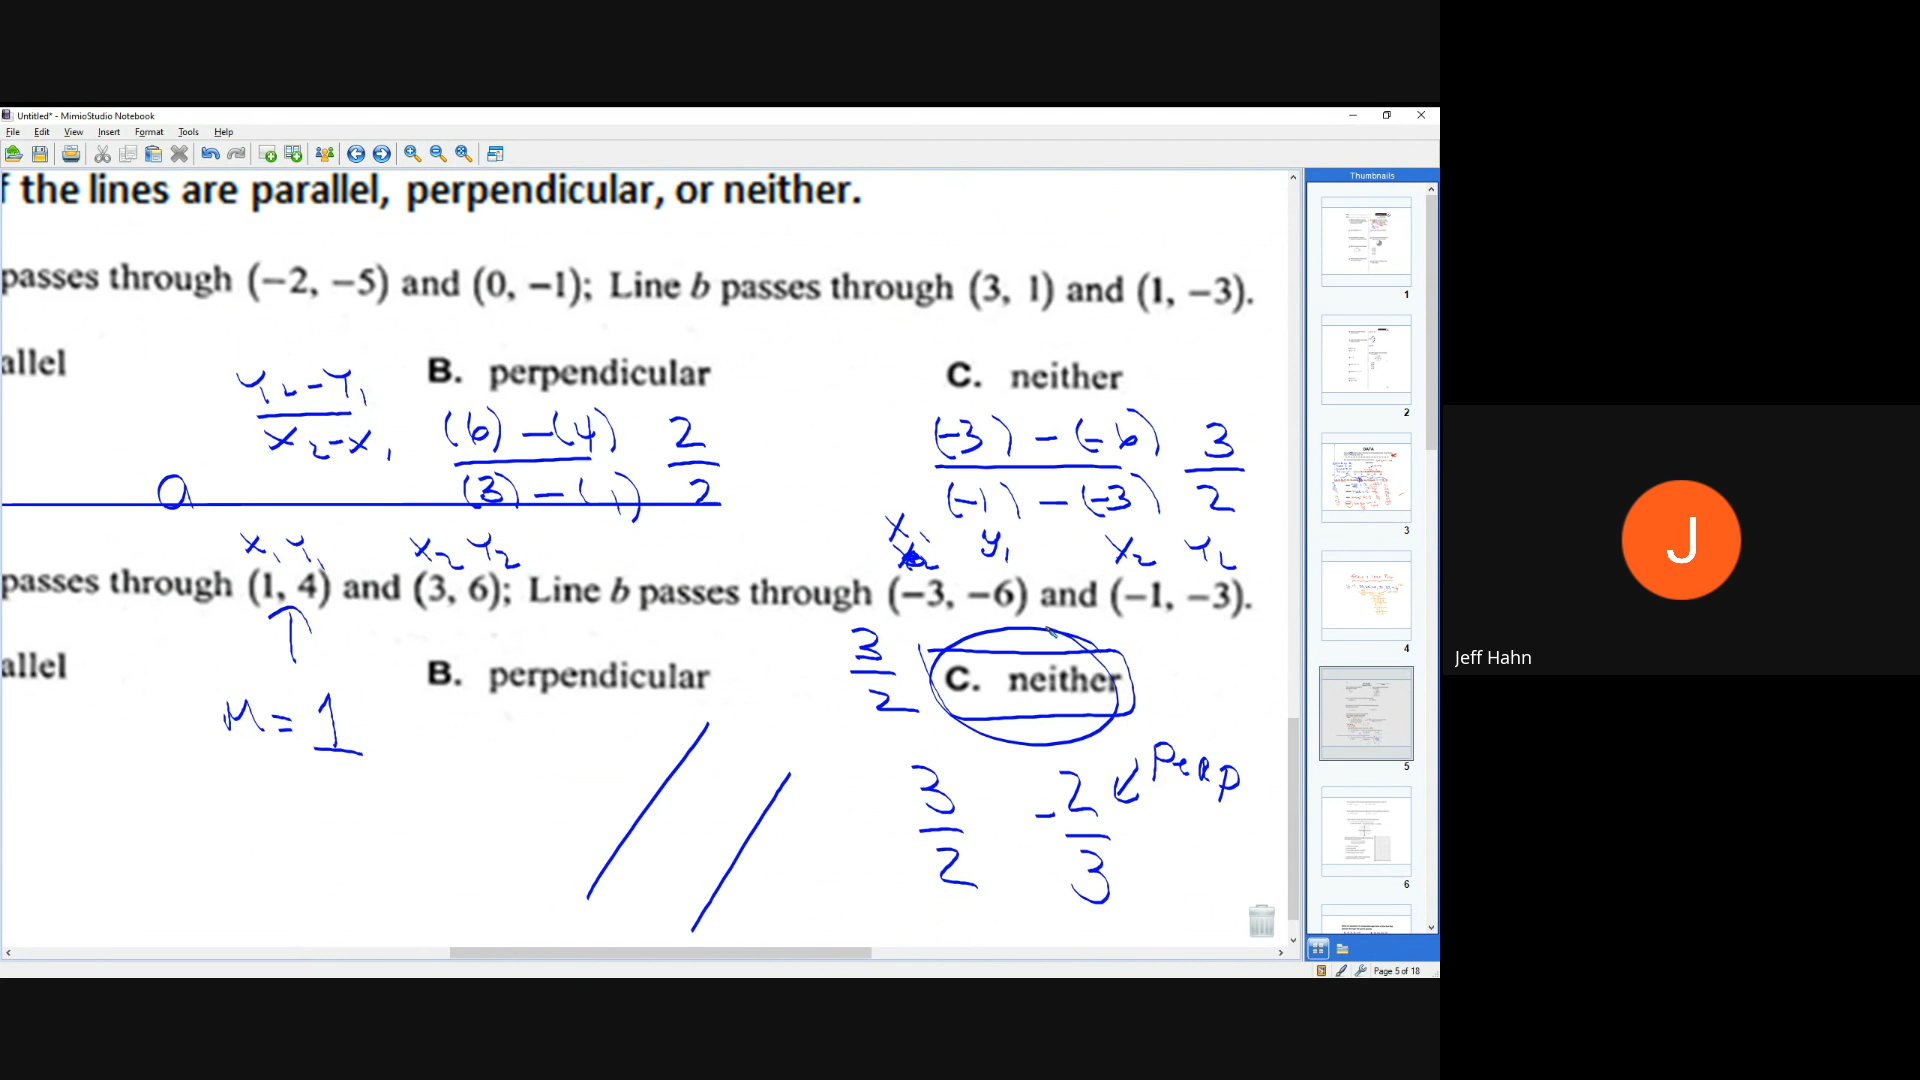 Untitled* - MimioStudio Notebook
File Edit View Insert Format Tools Help
Thumbnails
f the lines are parallel, perpendicular, or neither.
passes through (−2, −5) and (0, −1); Line b passes through (3, 1) and (1, −3).
allel
B. perpendicular
C. neither
Y2 - Y1
X2 - X1
(6) - (4)
(3) - (1)
2
2
(-3) - (-6)
(-1) - (-3)
3
2
a
X1 Y1
X2 Y2
X1
Y1
X2 Y2
passes through (1, 4) and (3, 6); Line b passes through (−3, −6) and (−1, −3).
allel
B. perpendicular
3
2
C. neither
M = 1
Perp
3
2
-2
3
1
2
3
4
5
6
Page 5 of 18
J
Jeff Hahn